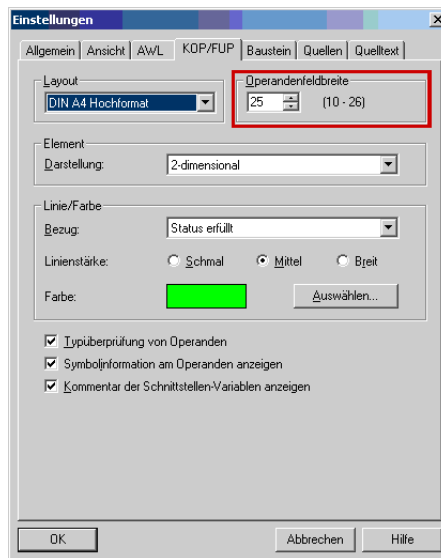 Einstellungen
Allgemein Ansicht AWL KOP/FUP Baustein Quellen Quelltext
Layout
DIN A4 Hochformat
Operandenfeldbreite
25 (10 - 26)
Element
Darstellung: 2-dimensional
Linie/Farbe
Bezug: Status erfüllt
Linienstärke: Schmal Mittel Breit
Farbe: Auswählen...
Typüberprüfung von Operanden
Symbolinformation am Operanden anzeigen
Kommentar der Schnittstellen-Variablen anzeigen
OK Abbrechen Hilfe